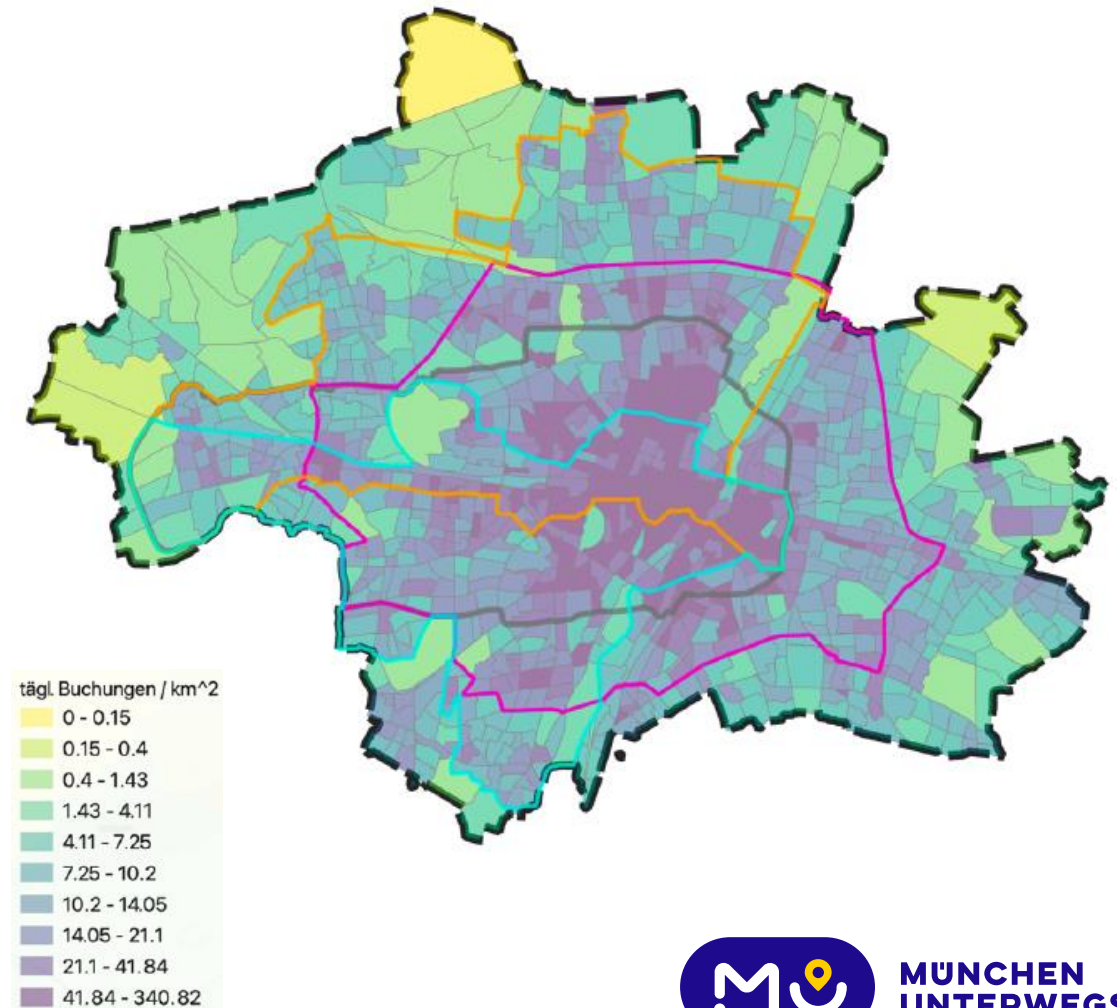 tägl. Buchungen / km^2
0 - 0.15
0.15 - 0.4
0.4 - 1.43
1.43 - 4.11
4.11 - 7.25
7.25 - 10.2
10.2 - 14.05
14.05 - 21.1
21.1 - 41.84
41.84 - 340.82
MÜNCHEN
UNTERWEGS